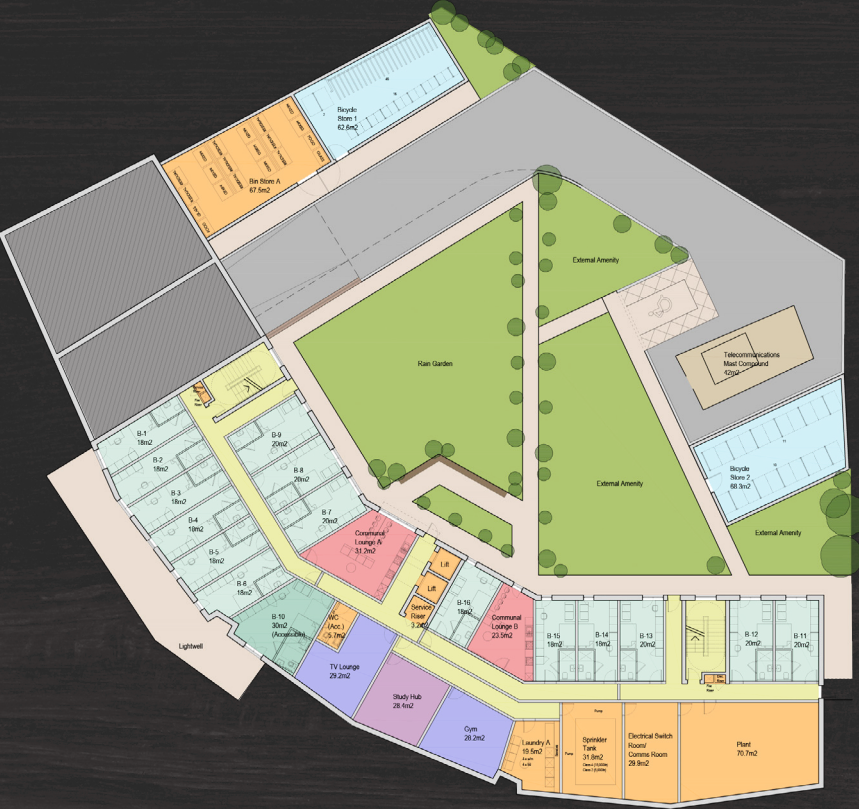 Bicycle
Store 1
62.6m2
Bin Store A
67.5m2
External Amenity
Rain Garden
Telecommunications
Mast Compound
42m2
External Amenity
Bicycle
Store 2
68.3m2
External Amenity
B-1
18m2
B-2
18m2
B-3
18m2
B-4
18m2
B-5
18m2
B-6
18m2
B-9
20m2
B-8
20m2
B-7
20m2
Communal
Lounge A
31.2m2
Lift
Lift
Service
Riser
3.2m2
B-10
30m2
(Accessible)
WC
(Acc.)
5.7m2
B-16
18m2
Communal
Lounge B
23.5m2
B-15
18m2
B-14
18m2
B-13
20m2
B-12
20m2
B-11
20m2
Lightwell
TV Lounge
29.2m2
Study Hub
28.4m2
Gym
28.2m2
Laundry A
19.5m2
Sprinkler
Tank
31.8m2
Electrical Switch
Room/
Comms Room
29.9m2
Plant
70.7m2